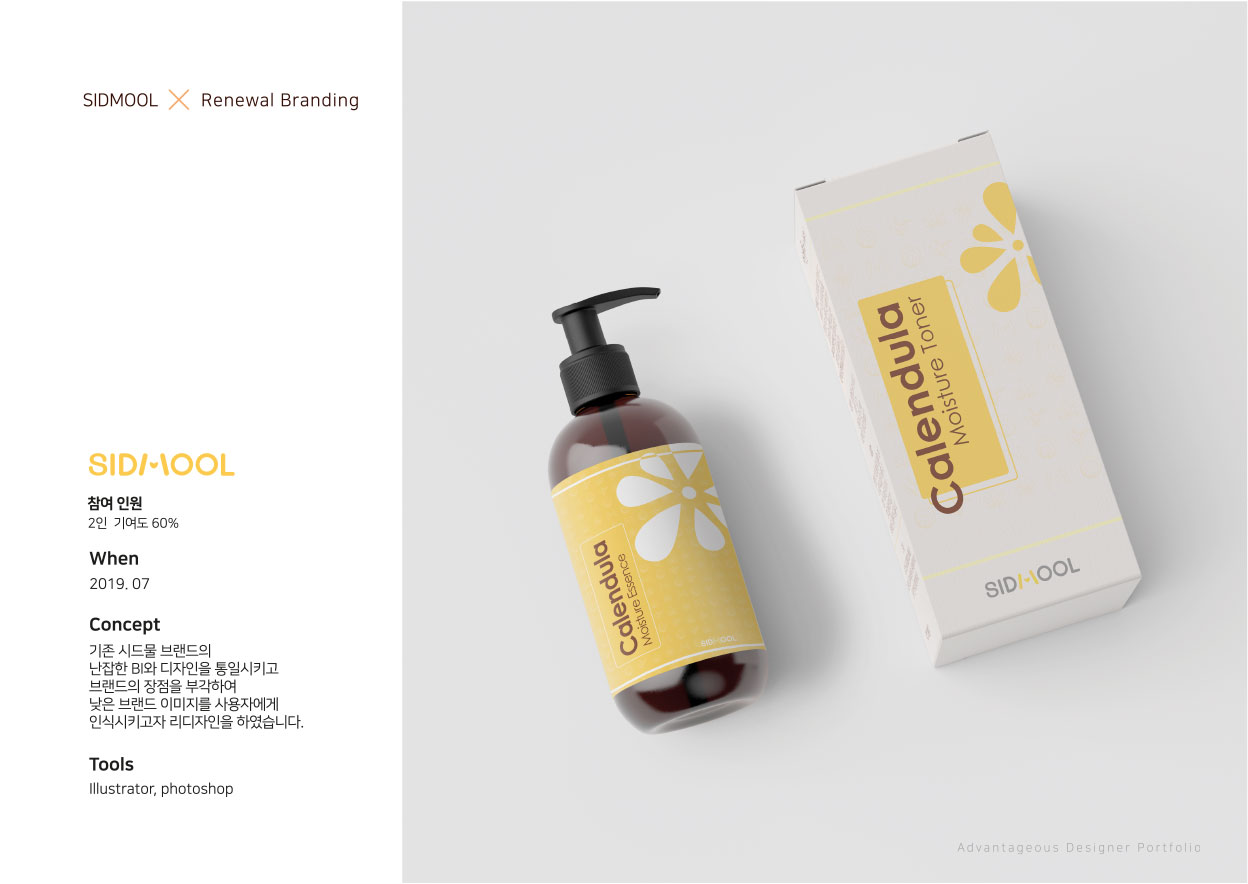 SIDMOOL X Renewal Branding
SIDMOOL
참여 인원
2인 기여도 60%
When
2019. 07
Concept
기존 시드물 브랜드의
난잡한 BI와 디자인을 통일시키고
브랜드의 장점을 부각하여
낮은 브랜드 이미지를 사용자에게
인식시키고자 리디자인을 하였습니다.
Tools
Illustrator, photoshop
Calendula
Moisture Essence
SIDMOOL
Calendula
Moisture Toner
SIDMOOL
Advantageous Designer Portfolio